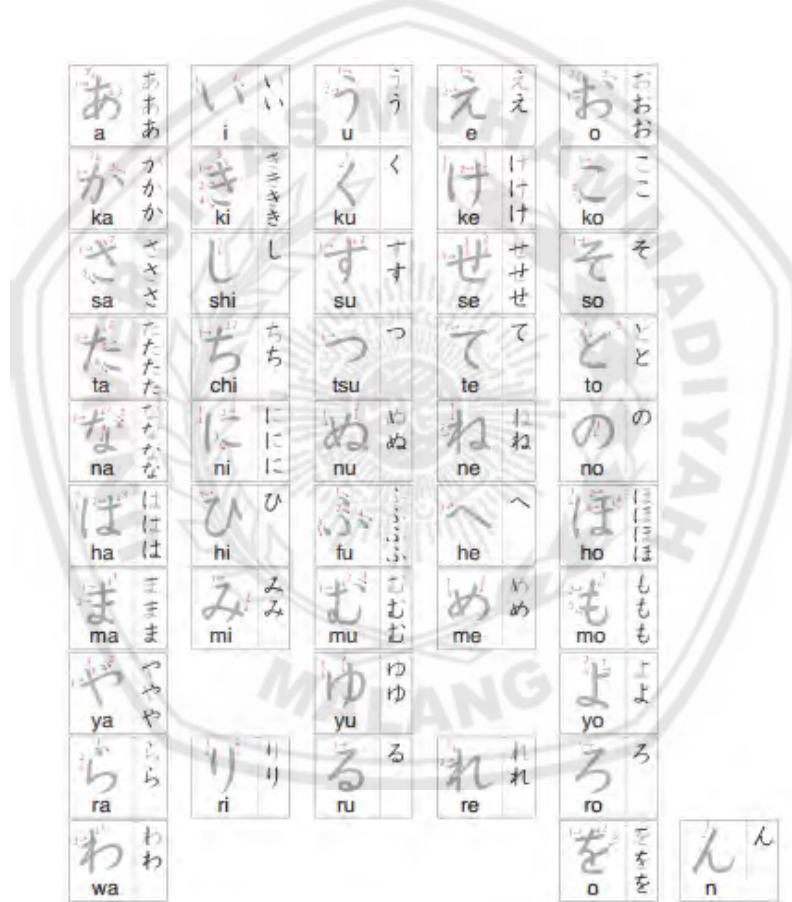 あ い う え お
a i u e o
か き く け こ
ka ki ku ke ko
さ し す せ そ
sa shi su se so
た ち つ て と
ta chi tsu te to
な に ぬ ね の
na ni nu ne no
は ひ ふ へ ほ
ha hi fu he ho
ま み む め も
ma mi mu me mo
や ゆ よ
ya yu yo
ら り る れ ろ
ra ri ru re ro
わ を ん
wa o n
MUHAMMADIYAH
MALANG